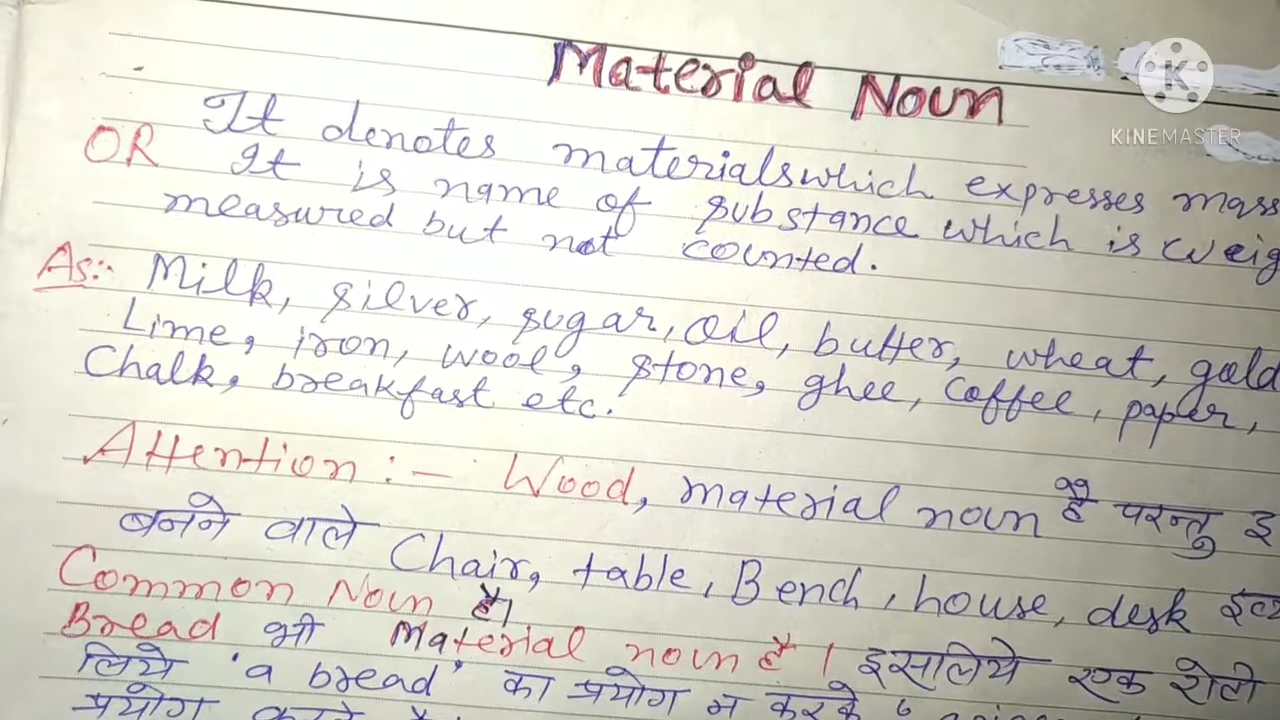 Material Noun
KINEMASTER
It denotes materials which expresses mass
OR It is name of substance which is weig
measured but not counted.
As:- Milk, silver, sugar, oil, butter, wheat, gold
Lime, iron, wool, stone, ghee, Coffee, paper,
Chalk, breakfast etc.
Attention :- Wood, material noun है परन्तु इ
बनने वाले Chair, table, Bench, house, desk
Common Noun है।
Bread भी Material noun है। इसलिये एक रोटी
लिये 'a bread' का प्रयोग न करके
प्रयोग